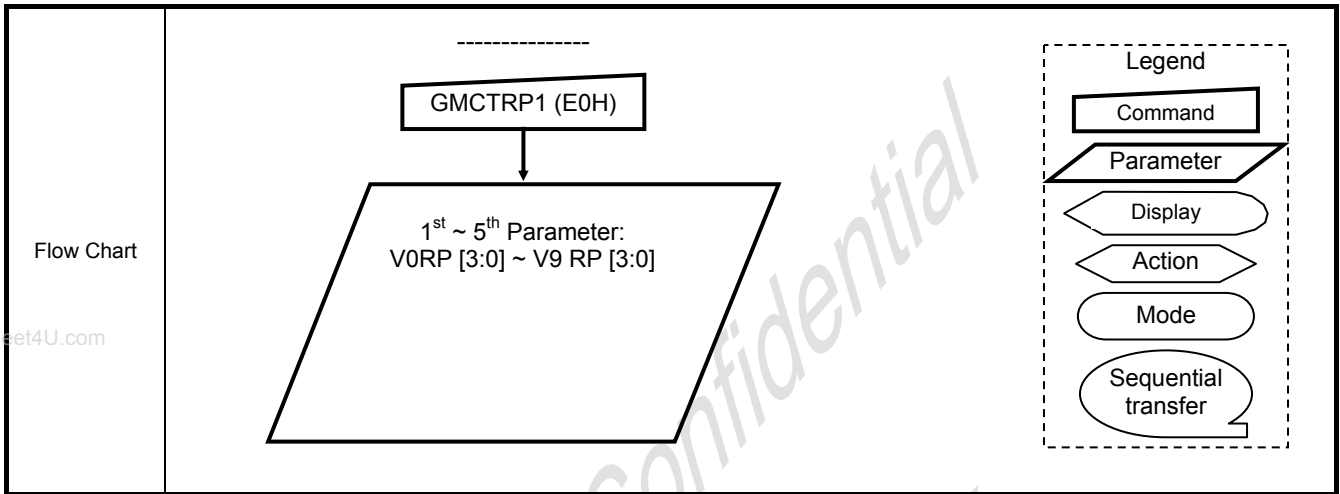 Flow Chart
---------------
GMCTRP1 (E0H)
1st ~ 5th Parameter:
V0RP [3:0] ~ V9 RP [3:0]
Legend
Command
Parameter
Display
Action
Mode
Sequential
transfer
eet4U.com
Confidential